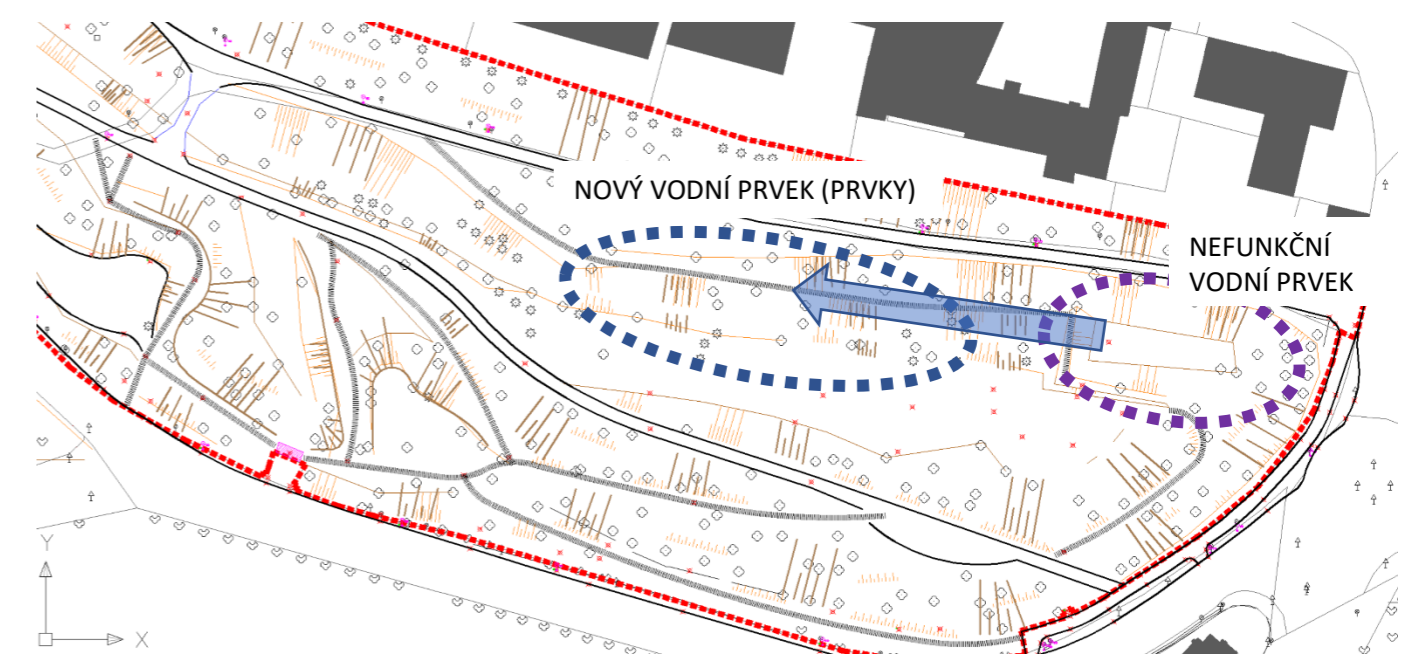 NOVÝ VODNÍ PRVEK (PRVKY)
NEFUNKČNÍ
VODNÍ PRVEK
Y
X